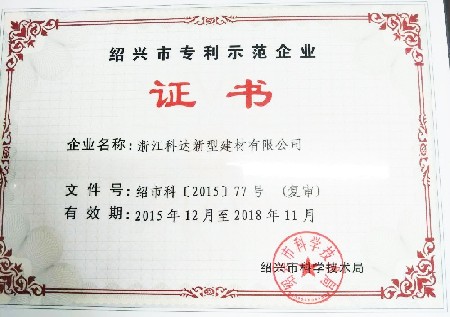 绍兴市专利示范企业
证书
企业名称：浙江科达新型建材有限公司
文件号：绍市科〔2015〕77号（复审）
有效期：2015年12月至2018年11月
绍兴市科学技术局